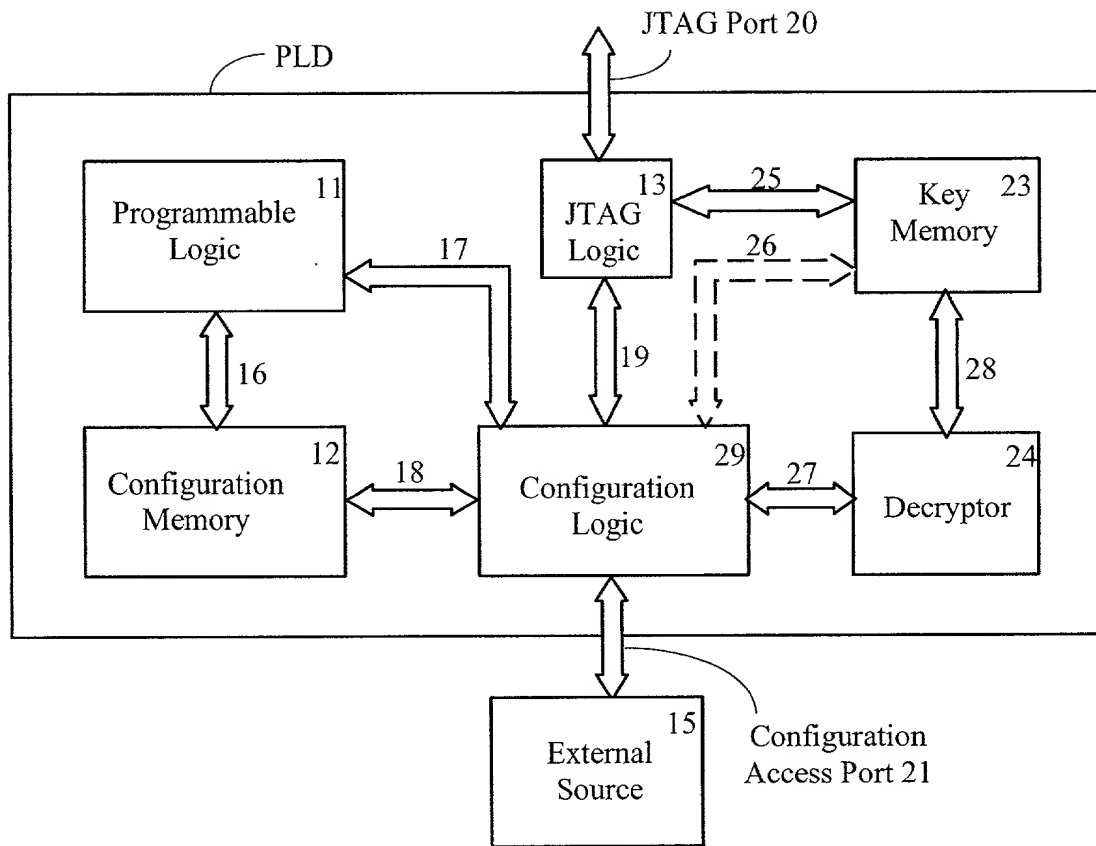 JTAG Port 20
PLD
11
Programmable
Logic
13
JTAG
Logic
25
23
Key
Memory
17
26
16
19
28
12
Configuration
Memory
18
29
Configuration
Logic
27
24
Decryptor
15
External
Source
Configuration
Access Port 21